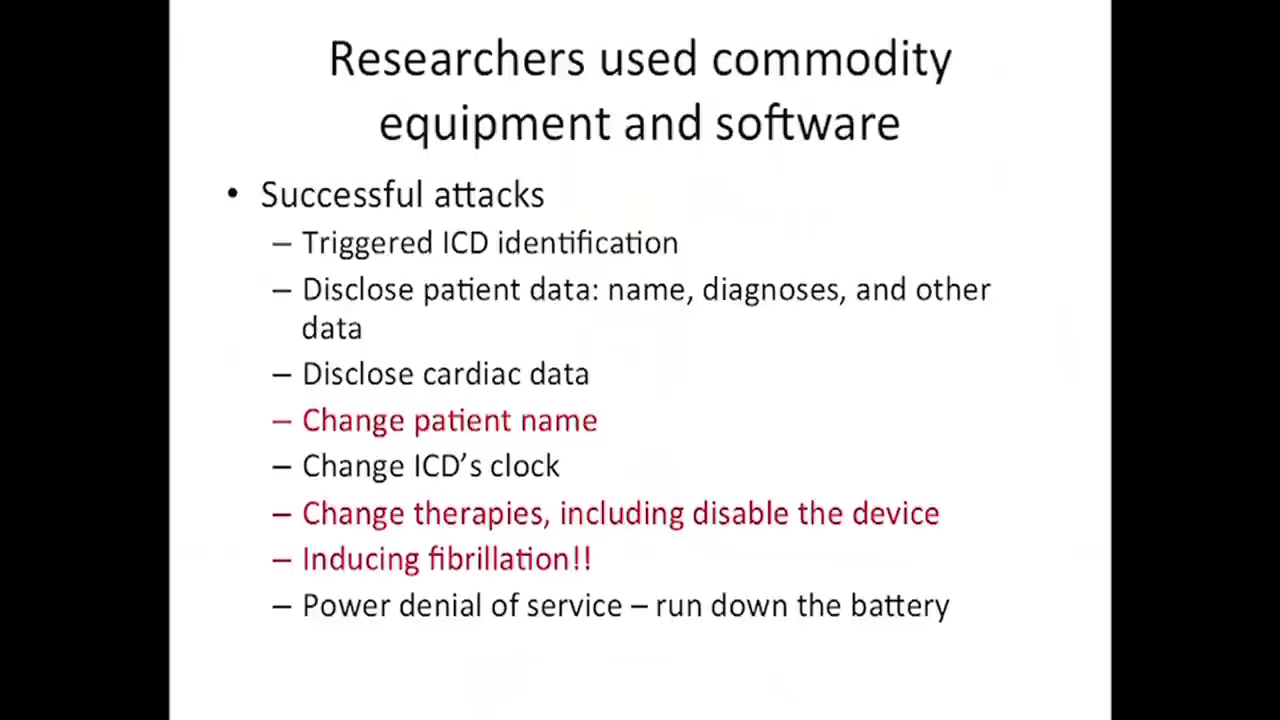 Researchers used commodity
equipment and software
• Successful attacks
– Triggered ICD identification
– Disclose patient data: name, diagnoses, and other
data
– Disclose cardiac data
– Change patient name
– Change ICD’s clock
– Change therapies, including disable the device
– Inducing fibrillation!!
– Power denial of service – run down the battery